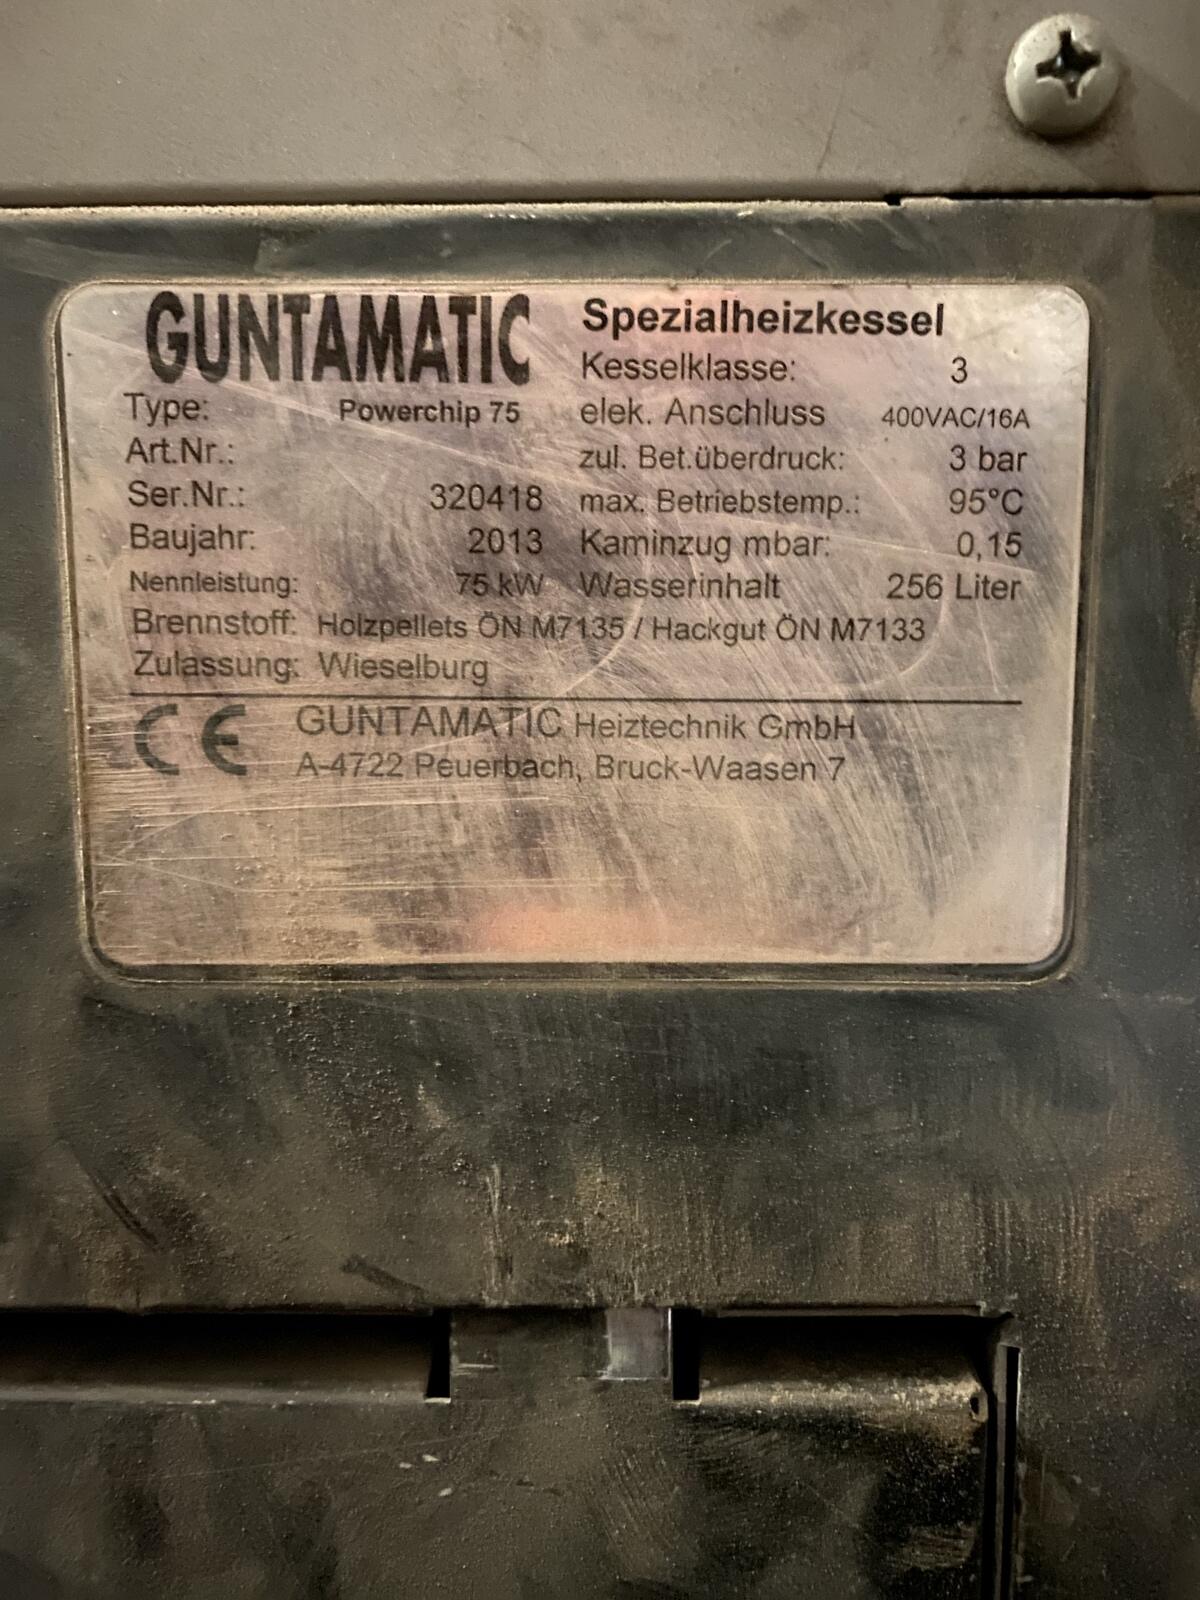 GUNTAMATIC Spezialheizkessel
Kesselklasse: 3
Type: Powerchip 75 elek. Anschluss 400VAC/16A
Art.Nr.: zul. Bet.überdruck: 3 bar
Ser.Nr.: 320418 max. Betriebstemp.: 95°C
Baujahr: 2013 Kaminzug mbar: 0,15
Nennleistung: 75 kW Wasserinhalt 256 Liter
Brennstoff: Holzpellets ÖN M7135 / Hackgut ÖN M7133
Zulassung: Wieselburg
CE GUNTAMATIC Heiztechnik GmbH
A-4722 Peuerbach, Bruck-Waasen 7